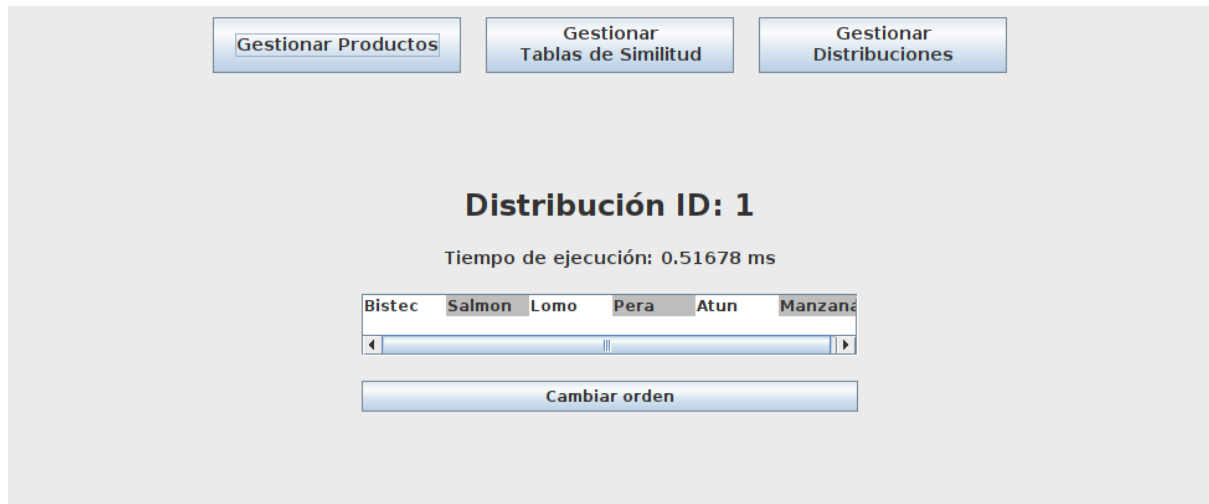 Gestionar Productos
Gestionar
Tablas de Similitud
Gestionar
Distribuciones
Distribución ID: 1
Tiempo de ejecución: 0.51678 ms
Bistec Salmon Lomo Pera Atun Manzana
Cambiar orden